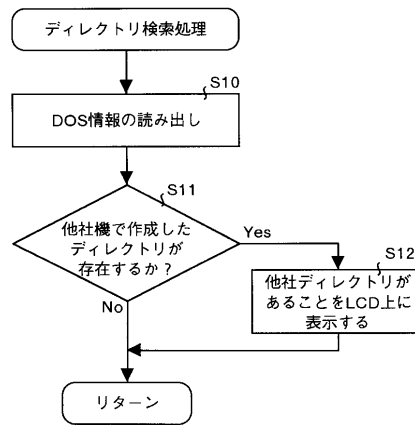 ディレクトリ検索処理
S10
DOS情報の読み出し
S11
他社機で作成した
ディレクトリが
存在するか？
Yes
No
S12
他社ディレクトリが
あることをLCD上に
表示する
リターン